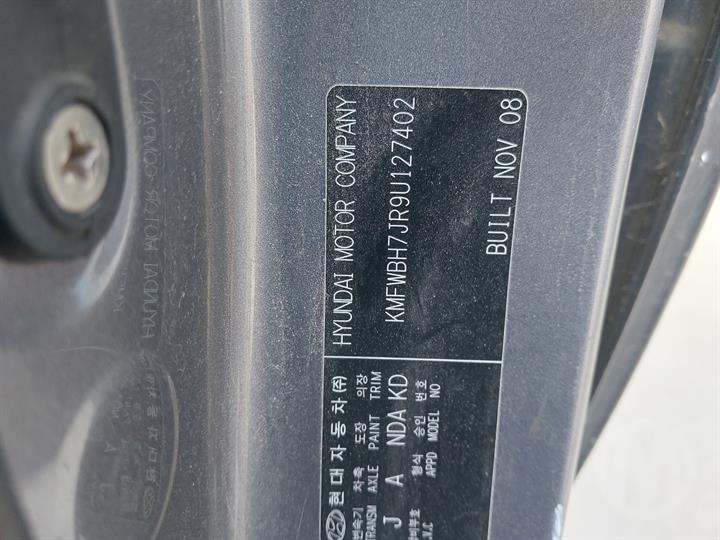 현대자동차(주) HYUNDAI MOTOR COMPANY
변속기 차축 도장 의장
TRANSM AXLE PAINT TRIM
KMFWBH7JR9U127402
J A NDA KD
형식 승인 번호
APPD MODEL NO
BUILT NOV 08
.V.C